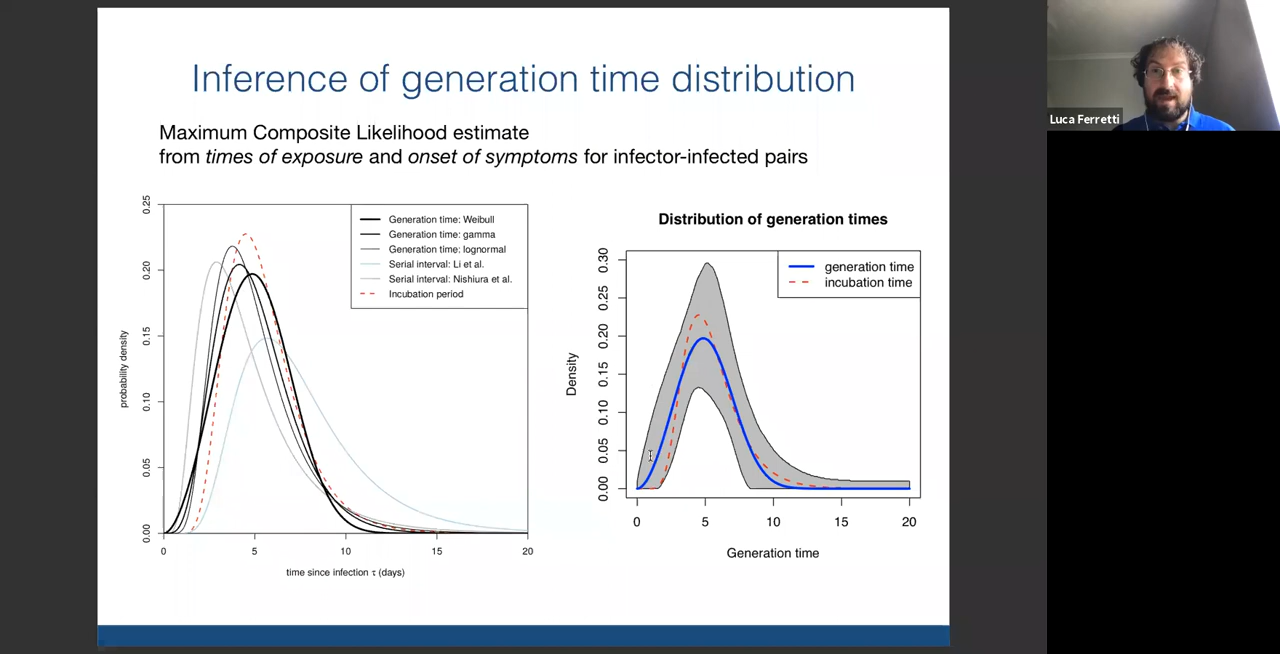 Inference of generation time distribution
Maximum Composite Likelihood estimate
from times of exposure and onset of symptoms for infector-infected pairs
0.25
0.20
0.15
0.10
0.05
0.00
probability density
Generation time: Weibull
Generation time: gamma
Generation time: lognormal
Serial interval: Li et al.
Serial interval: Nishiura et al.
Incubation period
0 5 10 15 20
time since infection τ (days)
Distribution of generation times
0.30
0.25
0.20
0.15
0.10
0.05
0.00
Density
generation time
incubation time
0 5 10 15 20
Generation time
Luca Ferretti